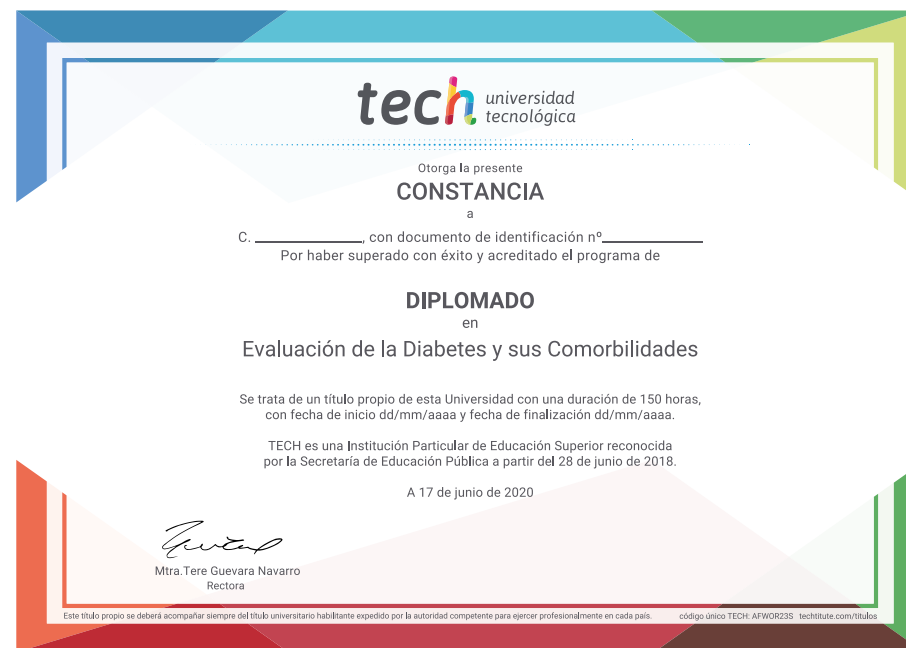 tech universidad
tecnológica
Otorga la presente
CONSTANCIA
a
C. ____________, con documento de identificación nº____________
Por haber superado con éxito y acreditado el programa de
DIPLOMADO
en
Evaluación de la Diabetes y sus Comorbilidades
Se trata de un título propio de esta Universidad con una duración de 150 horas,
con fecha de inicio dd/mm/aaaa y fecha de finalización dd/mm/aaaa.
TECH es una Institución Particular de Educación Superior reconocida
por la Secretaría de Educación Pública a partir del 28 de junio de 2018.
A 17 de junio de 2020
Mtra.Tere Guevara Navarro
Rectora
Este título propio se deberá acompañar siempre del título universitario habilitante expedido por la autoridad competente para ejercer profesionalmente en cada país. código único TECH: AFWOR23S techtitute.com/titulos